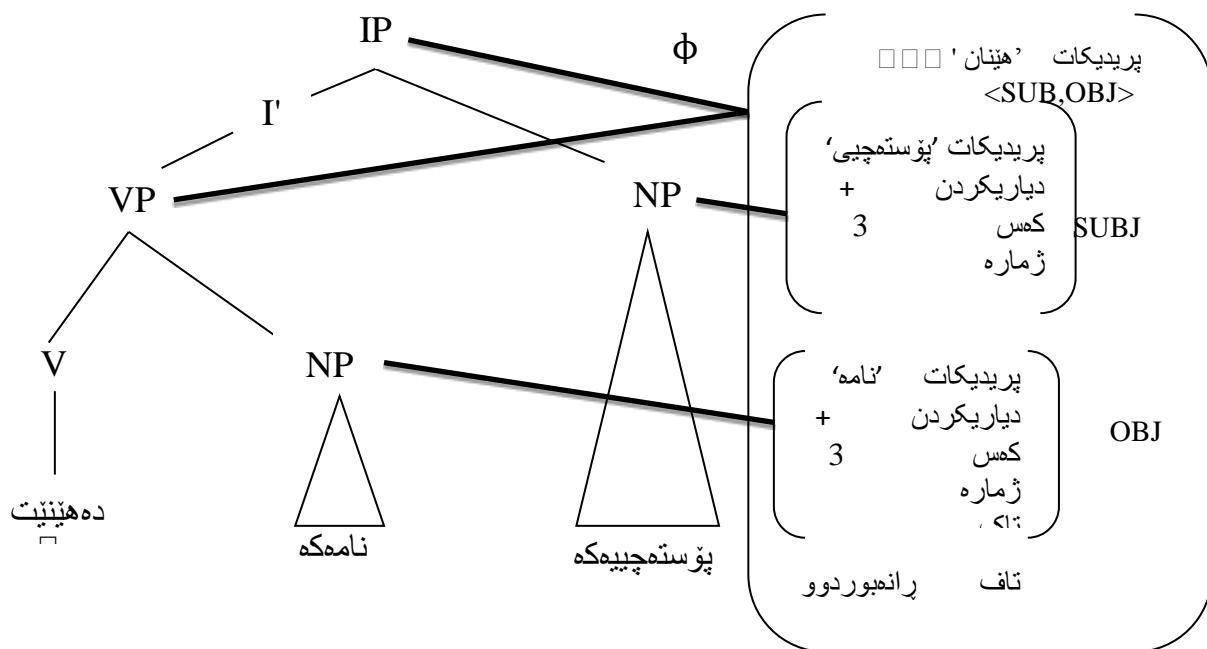 IP
ɸ
I'
VP
NP
V
NP
دەهێنێت
نامەکە
پۆستەچییەکە
پریدیکات 'هێنان'
<SUB,OBJ>
پریدیکات 'پۆستەچیی'
دیاریکردن +
کەس 3
ژمارە
SUBJ
پریدیکات 'نامە'
دیاریکردن +
کەس 3
ژمارە
تاک
OBJ
تاف ڕانەبوردوو